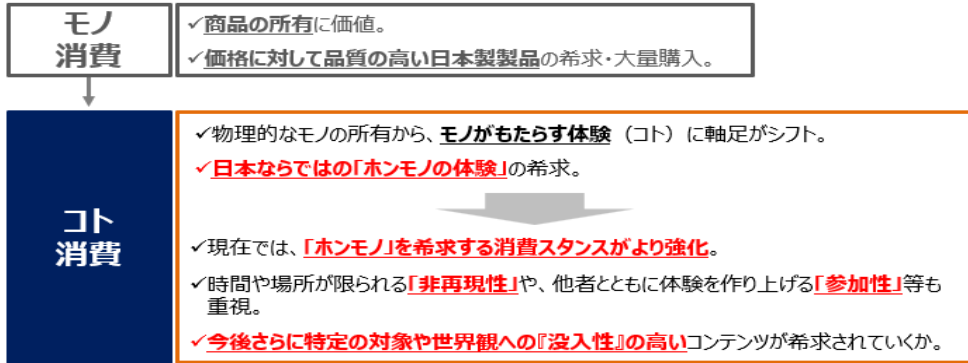 モノ
消費
✓商品の所有に価値。
✓価格に対して品質の高い日本製製品の希求・大量購入。
コト
消費
✓物理的なモノの所有から、モノがもたらす体験（コト）に軸足がシフト。
✓日本ならではの「ホンモノの体験」の希求。
✓現在では、「ホンモノ」を希求する消費スタンスがより強化。
✓時間や場所が限られる「非再現性」や、他者とともに体験を作り上げる「参加性」等も
重視。
✓今後さらに特定の対象や世界観への『没入性』の高いコンテンツが希求されていくか。